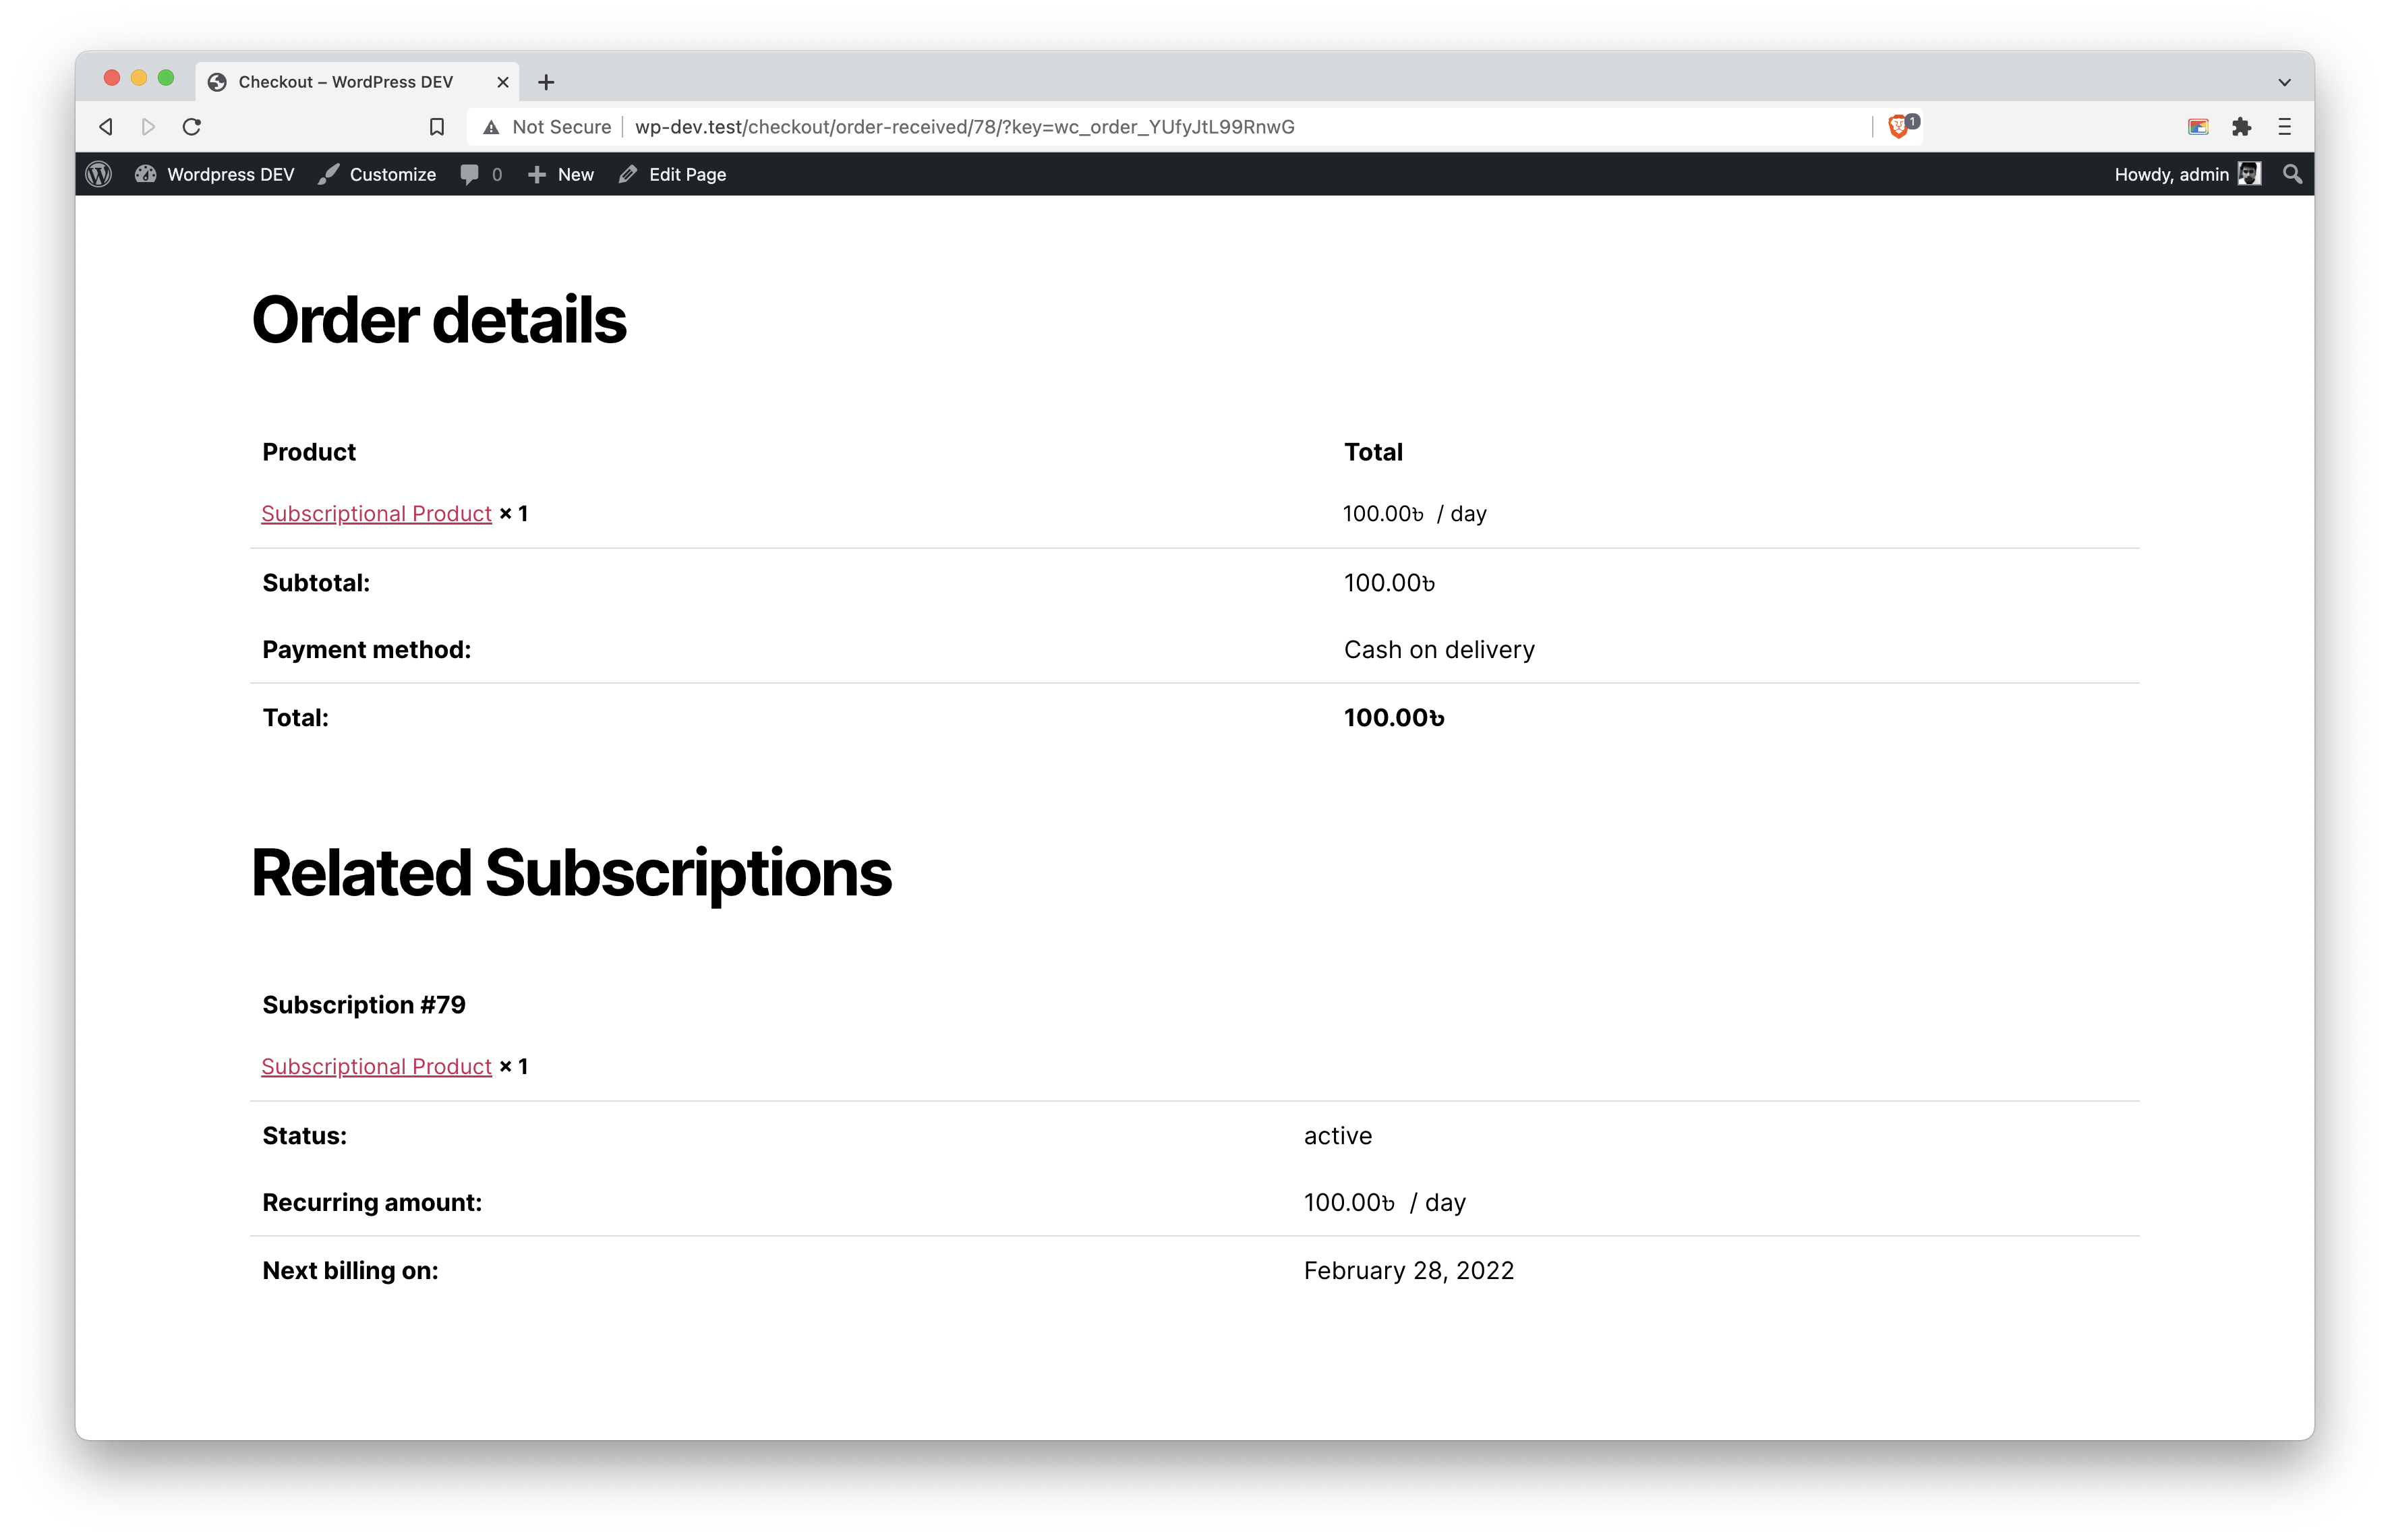 Checkout – WordPress DEV
Not Secure wp-dev.test/checkout/order-received/78/?key=wc_order_YUfyJtL99RnwG 1
Wordpress DEV Customize 0 New Edit Page Howdy, admin
Order details
Product Total
Subscriptional Product × 1 100.00৳ / day
Subtotal: 100.00৳
Payment method: Cash on delivery
Total: 100.00৳
Related Subscriptions
Subscription #79
Subscriptional Product × 1
Status: active
Recurring amount: 100.00৳ / day
Next billing on: February 28, 2022